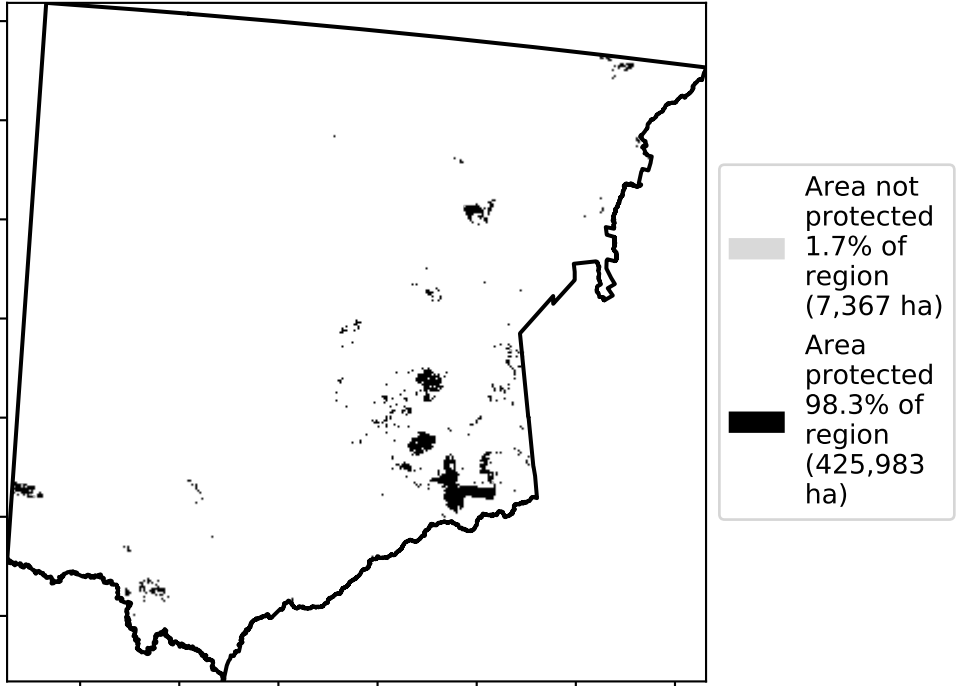 Area not
protected
1.7% of
region
(7,367 ha)
Area
protected
98.3% of
region
(425,983
ha)